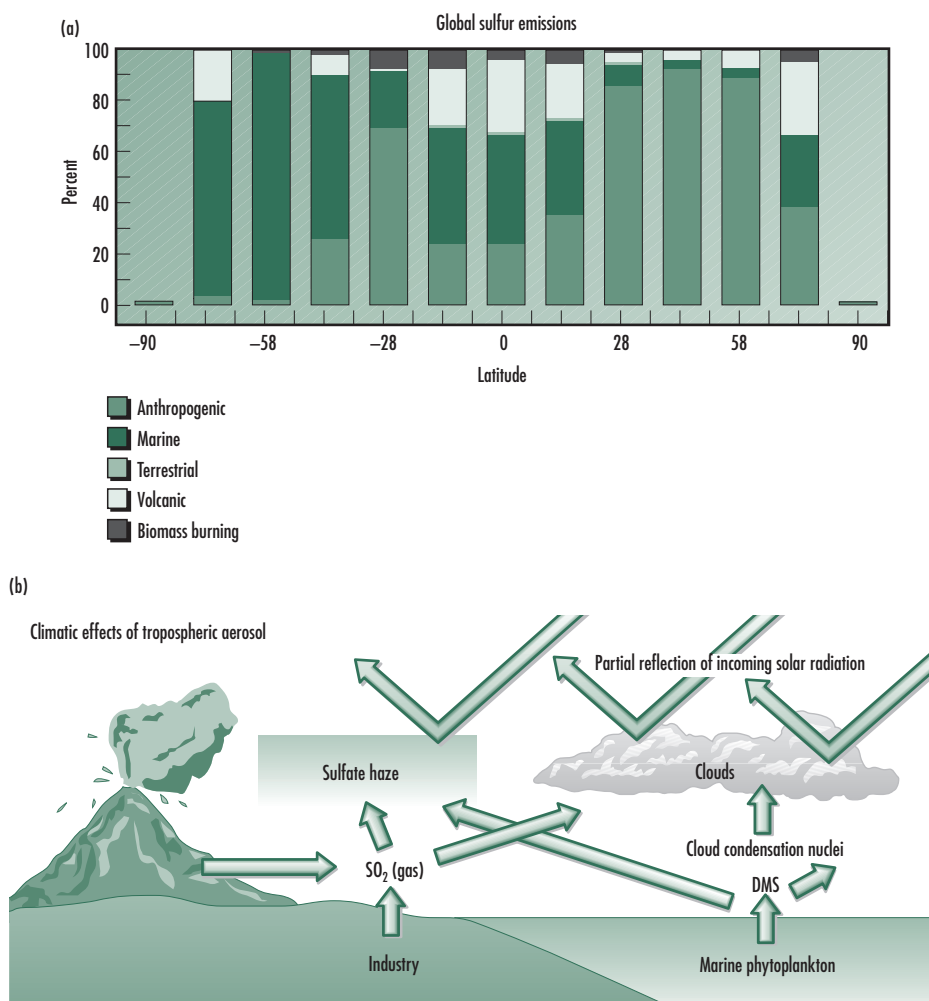 (a)
Global sulfur emissions
100
80
60
40
20
0
Percent
–90
–58
–28
0
28
58
90
Latitude
Anthropogenic
Marine
Terrestrial
Volcanic
Biomass burning
(b)
Climatic effects of tropospheric aerosol
Partial reflection of incoming solar radiation
Sulfate haze
Clouds
SO₂ (gas)
Cloud condensation nuclei
DMS
Industry
Marine phytoplankton